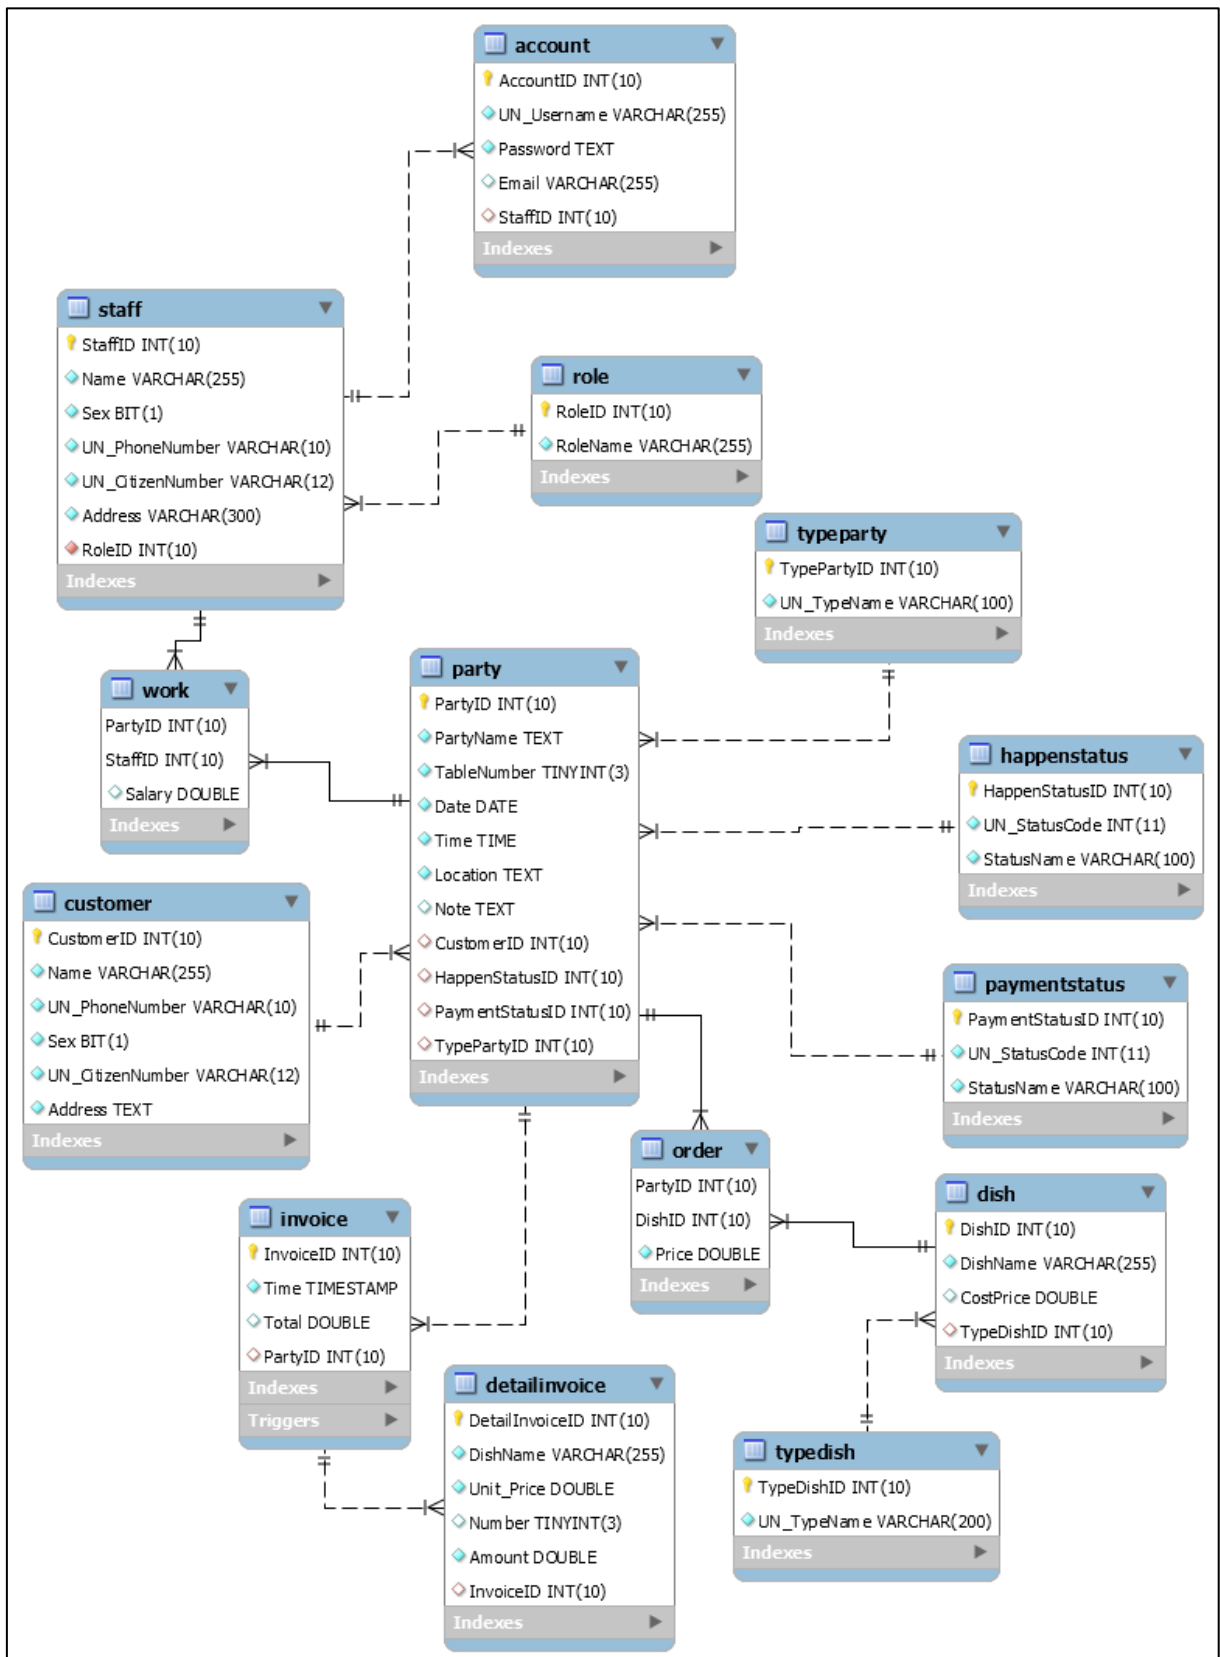 account
AccountID INT(10)
UN_Username VARCHAR(255)
Password TEXT
Email VARCHAR(255)
StaffID INT(10)
Indexes
staff
StaffID INT(10)
Name VARCHAR(255)
Sex BIT(1)
UN_PhoneNumber VARCHAR(10)
UN_CitizenNumber VARCHAR(12)
Address VARCHAR(300)
RoleID INT(10)
Indexes
role
RoleID INT(10)
RoleName VARCHAR(255)
Indexes
typeparty
TypePartyID INT(10)
UN_TypeName VARCHAR(100)
Indexes
work
PartyID INT(10)
StaffID INT(10)
Salary DOUBLE
Indexes
party
PartyID INT(10)
PartyName TEXT
TableNumber TINYINT(3)
Date DATE
Time TIME
Location TEXT
Note TEXT
CustomerID INT(10)
HappenStatusID INT(10)
PaymentStatusID INT(10)
TypePartyID INT(10)
Indexes
happenstatus
HappenStatusID INT(10)
UN_StatusCode INT(11)
StatusName VARCHAR(100)
Indexes
customer
CustomerID INT(10)
Name VARCHAR(255)
UN_PhoneNumber VARCHAR(10)
Sex BIT(1)
UN_CitizenNumber VARCHAR(12)
Address TEXT
Indexes
paymentstatus
PaymentStatusID INT(10)
UN_StatusCode INT(11)
StatusName VARCHAR(100)
Indexes
order
PartyID INT(10)
DishID INT(10)
Price DOUBLE
Indexes
dish
DishID INT(10)
DishName VARCHAR(255)
CostPrice DOUBLE
TypeDishID INT(10)
Indexes
invoice
InvoiceID INT(10)
Time TIMESTAMP
Total DOUBLE
PartyID INT(10)
Indexes
Triggers
detailinvoice
DetailInvoiceID INT(10)
DishName VARCHAR(255)
Unit_Price DOUBLE
Number TINYINT(3)
Amount DOUBLE
InvoiceID INT(10)
Indexes
typedish
TypeDishID INT(10)
UN_TypeName VARCHAR(200)
Indexes